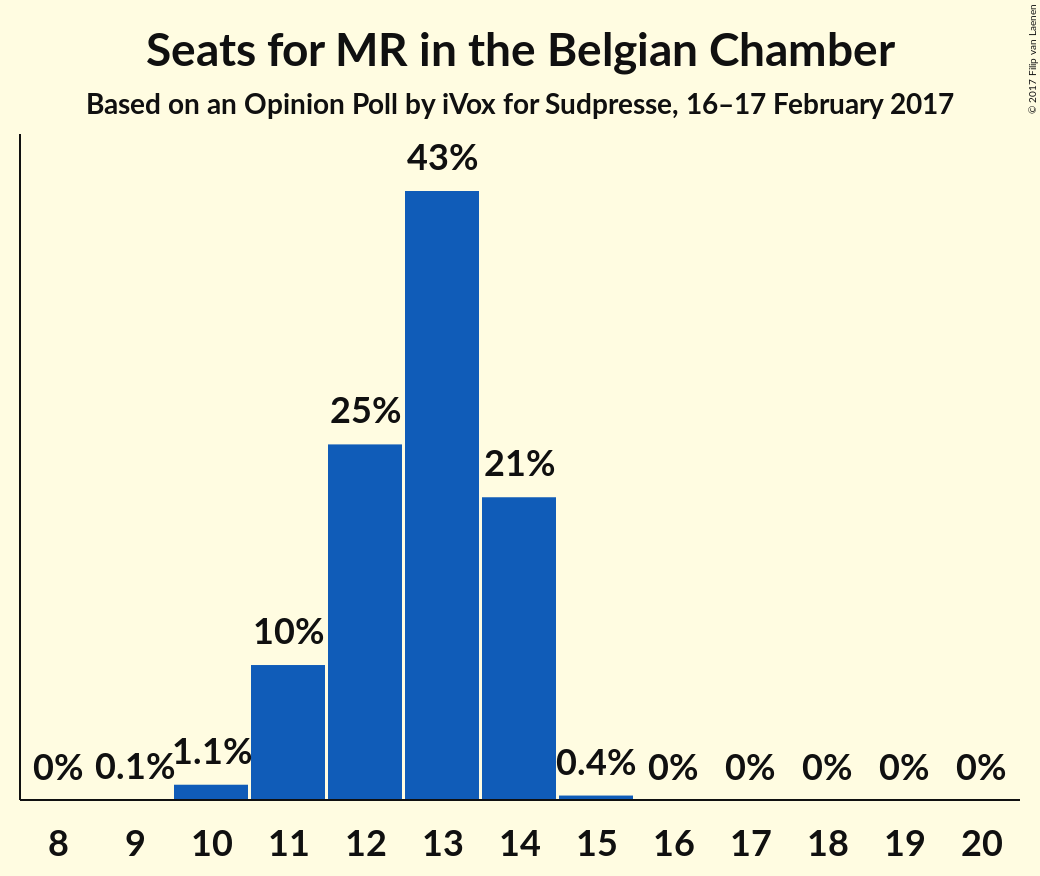 Seats for MR in the Belgian Chamber
Based on an Opinion Poll by iVox for Sudpresse, 16–17 February 2017
© 2017 Filip van Laenen
43%
25%
21%
10%
0% 0.1% 1.1% 0.4% 0% 0% 0% 0% 0%
8 9 10 11 12 13 14 15 16 17 18 19 20